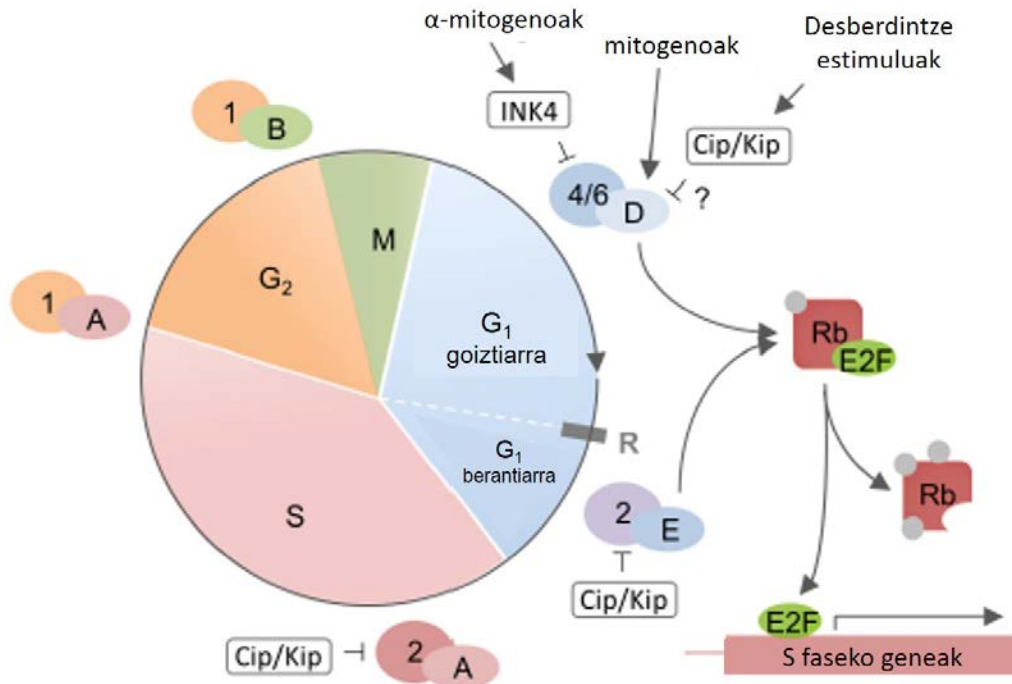 α-mitogenoak
mitogenoak
Desberdintze
estimuluak
INK4
Cip/Kip
1
B
4/6
D
?
M
G₂
1
A
G₁
goiztiarra
Rb
E2F
R
G₁
berantiarra
S
2
E
Rb
Cip/Kip
E2F
Cip/Kip
2
A
S faseko geneak